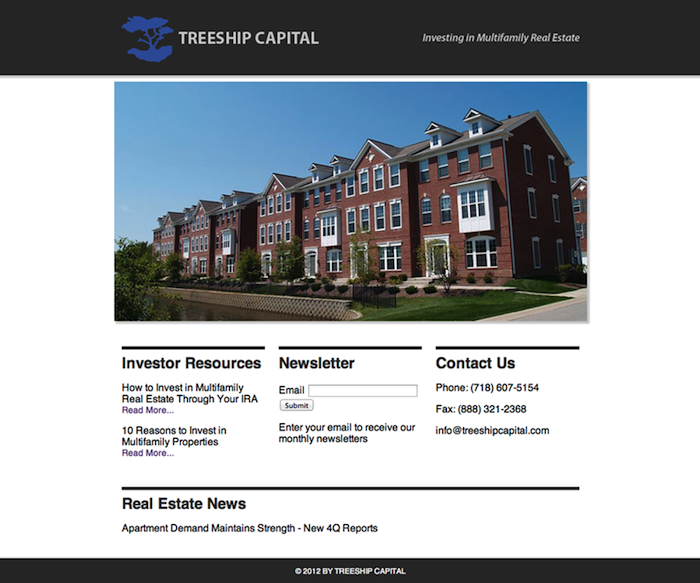 TREESHIP CAPITAL
Investing in Multifamily Real Estate
Investor Resources
How to Invest in Multifamily
Real Estate Through Your IRA
Read More...
10 Reasons to Invest in
Multifamily Properties
Read More...
Newsletter
Email
Submit
Enter your email to receive our
monthly newsletters
Contact Us
Phone: (718) 607-5154
Fax: (888) 321-2368
info@treeshipcapital.com
Real Estate News
Apartment Demand Maintains Strength - New 4Q Reports
© 2012 BY TREESHIP CAPITAL